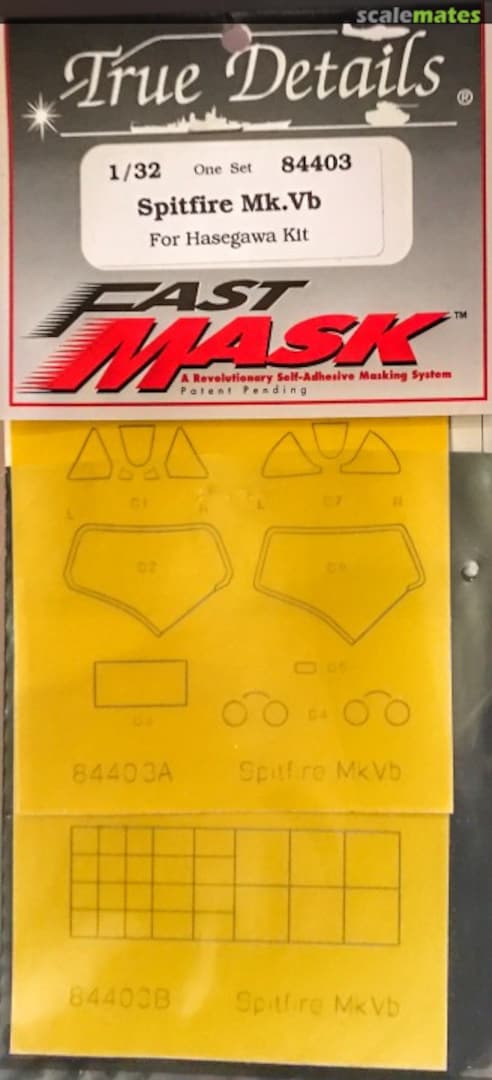 scalemates
True Details ®
1/32 One Set 84403
Spitfire Mk.Vb
For Hasegawa Kit
FAST
MASK ™
A Revolutionary Self-Adhesive Masking System
Patent Pending
L R L R
84403A Spitfire MkVb
84403B Spitfire MkVb